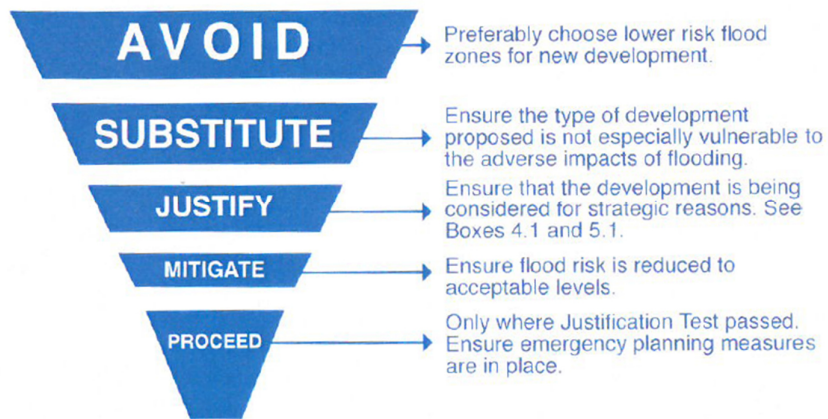 AVOID
Preferably choose lower risk flood
zones for new development.
SUBSTITUTE
Ensure the type of development
proposed is not especially vulnerable to
the adverse impacts of flooding.
JUSTIFY
Ensure that the development is being
considered for strategic reasons. See
Boxes 4.1 and 5.1.
MITIGATE
Ensure flood risk is reduced to
acceptable levels.
PROCEED
Only where Justification Test passed.
Ensure emergency planning measures
are in place.